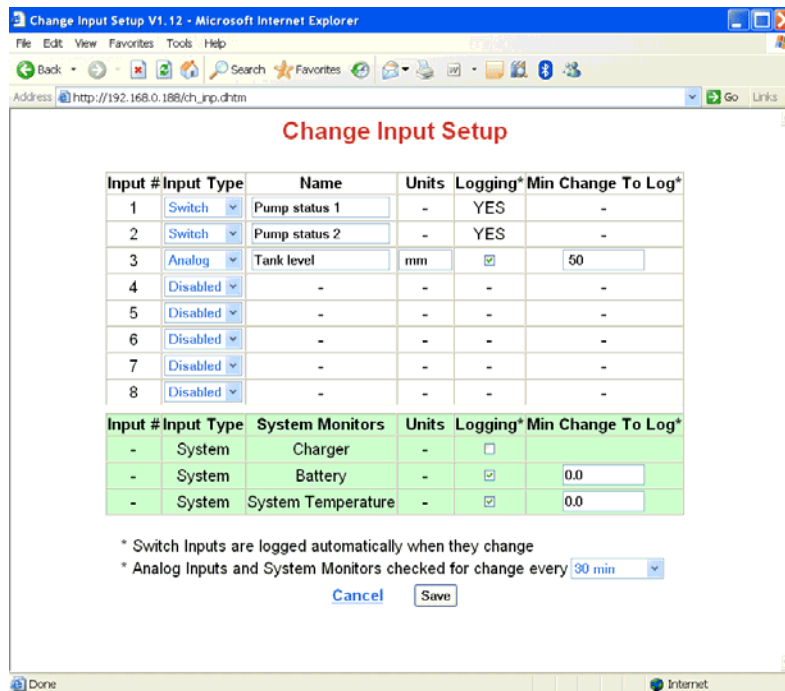 Change Input Setup V1.12 - Microsoft Internet Explorer
File Edit View Favorites Tools Help
Back Search Favorites
Address http://192.168.0.188/ch_inp.dhtm Go Links
Change Input Setup
Input # Input Type Name Units Logging* Min Change To Log*
1 Switch Pump status 1 - YES -
2 Switch Pump status 2 - YES -
3 Analog Tank level mm 50
4 Disabled - - - -
5 Disabled - - - -
6 Disabled - - - -
7 Disabled - - - -
8 Disabled - - - -
Input # Input Type System Monitors Units Logging* Min Change To Log*
- System Charger -
- System Battery - 0.0
- System System Temperature - 0.0
* Switch Inputs are logged automatically when they change
* Analog Inputs and System Monitors checked for change every 30 min
Cancel Save
Done Internet